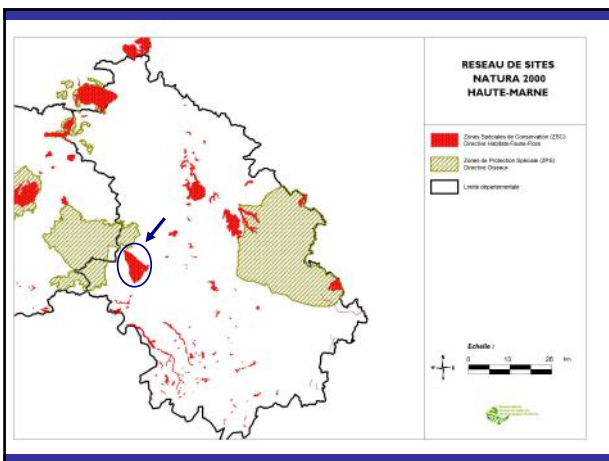 RESEAU DE SITES
NATURA 2000
HAUTE-MARNE
Zones Spéciales de Conservation (ZSC)
Directive Habitats-Faune-Flore
Zones de Protection Spéciale (ZPS)
Directive Oiseaux
Limite départementale
Echelle :
0 13 26 km